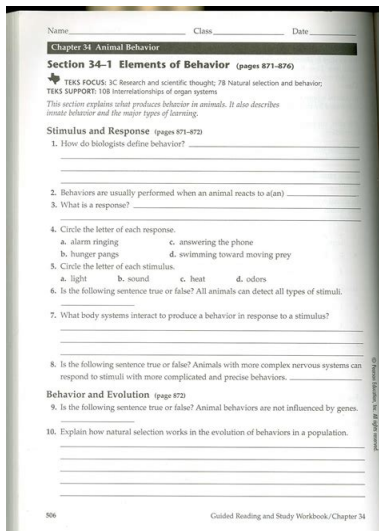 Name Class Date
Chapter 34 Animal Behavior
Section 34–1 Elements of Behavior (pages 871–876)
TEKS FOCUS: 3C Research and scientific thought; 7B Natural selection and behavior;
TEKS SUPPORT: 10B Interrelationships of organ systems
This section explains what produces behavior in animals. It also describes
innate behavior and the major types of learning.
Stimulus and Response (pages 871–872)
1. How do biologists define behavior?
2. Behaviors are usually performed when an animal reacts to a(an)
3. What is a response?
4. Circle the letter of each response.
a. alarm ringing c. answering the phone
b. hunger pangs d. swimming toward moving prey
5. Circle the letter of each stimulus.
a. light b. sound c. heat d. odors
6. Is the following sentence true or false? All animals can detect all types of stimuli.
7. What body systems interact to produce a behavior in response to a stimulus?
8. Is the following sentence true or false? Animals with more complex nervous systems can
respond to stimuli with more complicated and precise behaviors.
Behavior and Evolution (page 872)
9. Is the following sentence true or false? Animal behaviors are not influenced by genes.
10. Explain how natural selection works in the evolution of behaviors in a population.
506 Guided Reading and Study Workbook/Chapter 34
© Pearson Education, Inc. All rights reserved.